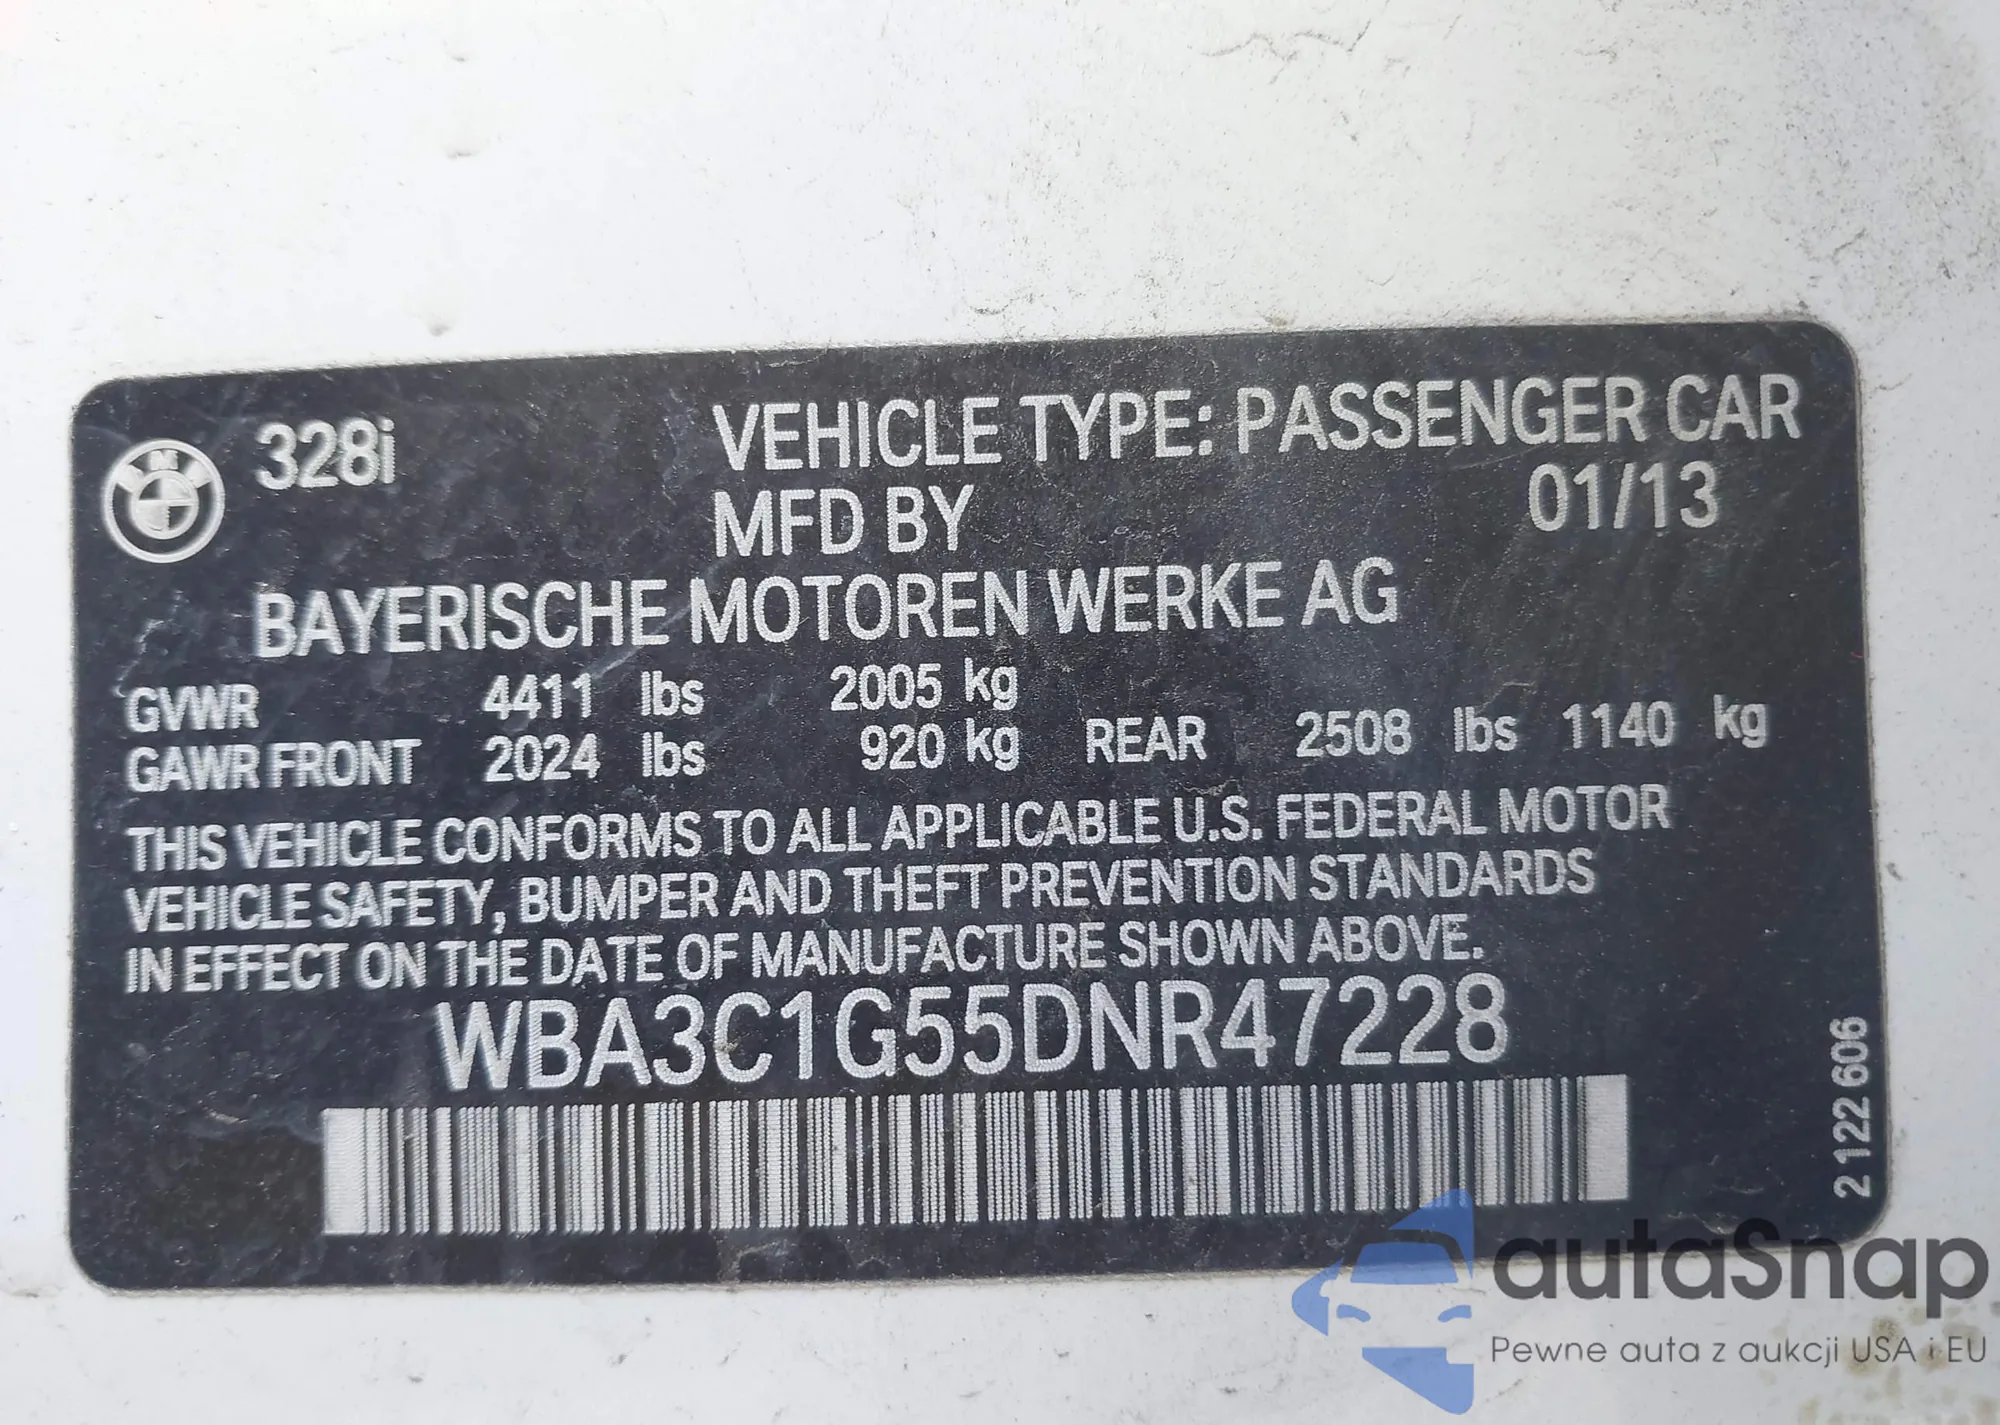 328i
VEHICLE TYPE: PASSENGER CAR
MFD BY
01/13
BAYERISCHE MOTOREN WERKE AG
GVWR 4411 lbs 2005 kg
GAWR FRONT 2024 lbs 920 kg REAR 2508 lbs 1140 kg
THIS VEHICLE CONFORMS TO ALL APPLICABLE U.S. FEDERAL MOTOR
VEHICLE SAFETY, BUMPER AND THEFT PREVENTION STANDARDS
IN EFFECT ON THE DATE OF MANUFACTURE SHOWN ABOVE.
WBA3C1G55DNR47228
2 122 606
autaSnap
Pewne auta z aukcji USA i EU